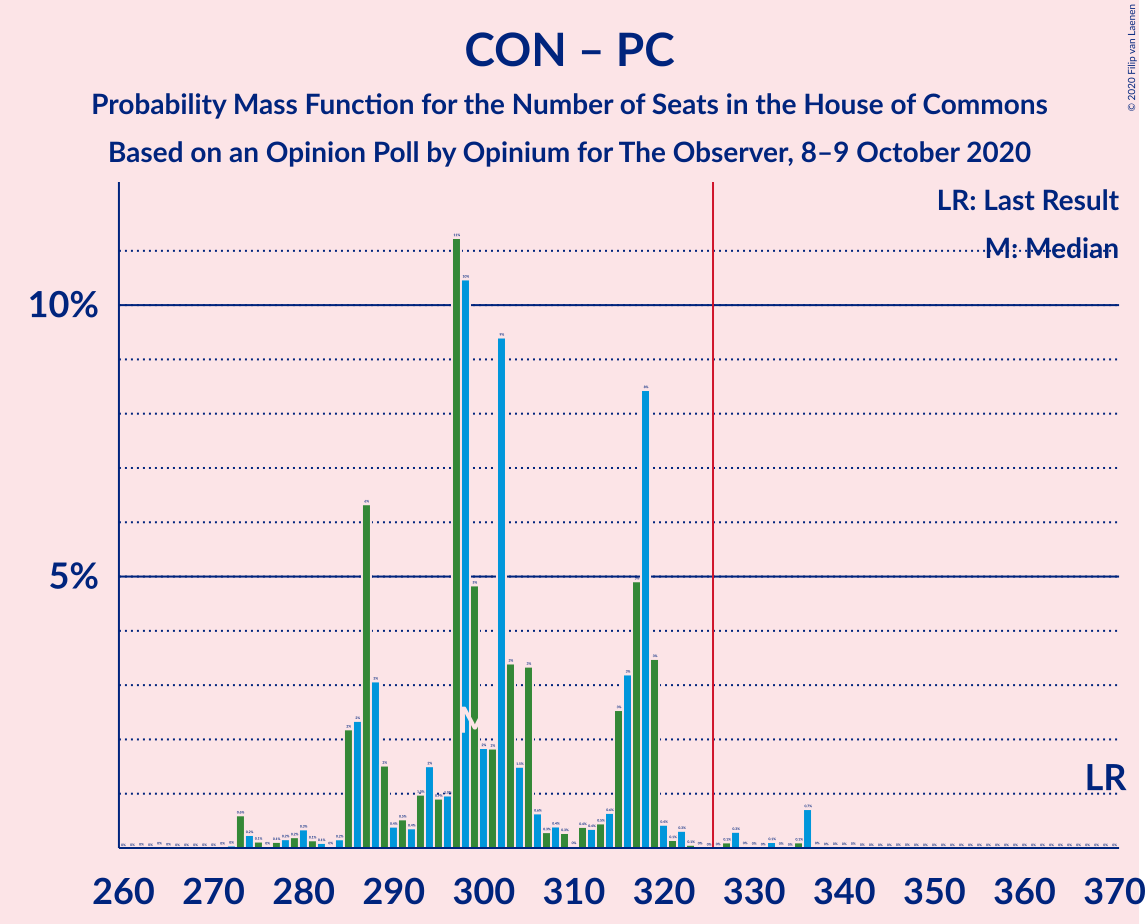 CON – PC
Probability Mass Function for the Number of Seats in the House of Commons
Based on an Opinion Poll by Opinium for The Observer, 8–9 October 2020
© 2020 Filip van Laenen
LR: Last Result
M: Median
10%
5%
M
LR
260 270 280 290 300 310 320 330 340 350 360 370